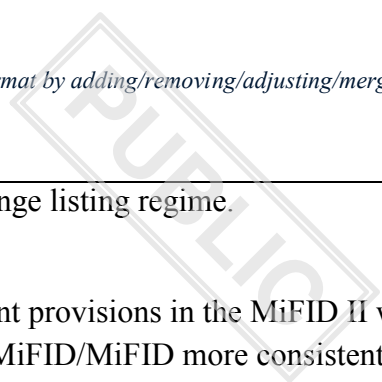 rmat by adding/removing/adjusting/merg
nge listing regime.
nt provisions in the MiFID II
MiFID/MiFID more consistent
PUBLIC